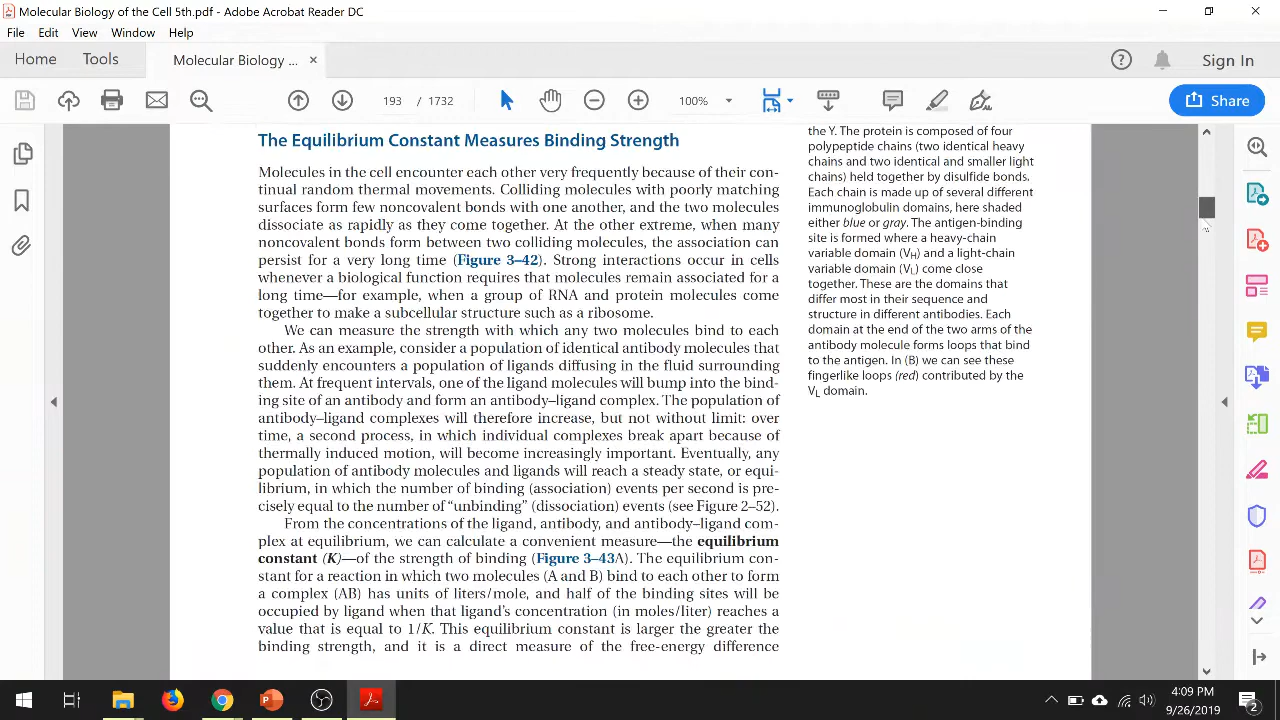 Molecular Biology of the Cell 5th.pdf - Adobe Acrobat Reader DC
File Edit View Window Help
Home Tools Molecular Biology ... × Sign In
193 / 1732 100% Share
The Equilibrium Constant Measures Binding Strength
Molecules in the cell encounter each other very frequently because of their con-
tinual random thermal movements. Colliding molecules with poorly matching
surfaces form few noncovalent bonds with one another, and the two molecules
dissociate as rapidly as they come together. At the other extreme, when many
noncovalent bonds form between two colliding molecules, the association can
persist for a very long time (Figure 3–42). Strong interactions occur in cells
whenever a biological function requires that molecules remain associated for a
long time—for example, when a group of RNA and protein molecules come
together to make a subcellular structure such as a ribosome.
We can measure the strength with which any two molecules bind to each
other. As an example, consider a population of identical antibody molecules that
suddenly encounters a population of ligands diffusing in the fluid surrounding
them. At frequent intervals, one of the ligand molecules will bump into the bind-
ing site of an antibody and form an antibody–ligand complex. The population of
antibody–ligand complexes will therefore increase, but not without limit: over
time, a second process, in which individual complexes break apart because of
thermally induced motion, will become increasingly important. Eventually, any
population of antibody molecules and ligands will reach a steady state, or equi-
librium, in which the number of binding (association) events per second is pre-
cisely equal to the number of “unbinding” (dissociation) events (see Figure 2–52).
From the concentrations of the ligand, antibody, and antibody–ligand com-
plex at equilibrium, we can calculate a convenient measure—the equilibrium
constant (K)—of the strength of binding (Figure 3–43A). The equilibrium con-
stant for a reaction in which two molecules (A and B) bind to each other to form
a complex (AB) has units of liters/mole, and half of the binding sites will be
occupied by ligand when that ligand’s concentration (in moles/liter) reaches a
value that is equal to 1/K. This equilibrium constant is larger the greater the
binding strength, and it is a direct measure of the free-energy difference
the Y. The protein is composed of four
polypeptide chains (two identical heavy
chains and two identical and smaller light
chains) held together by disulfide bonds.
Each chain is made up of several different
immunoglobulin domains, here shaded
either blue or gray. The antigen-binding
site is formed where a heavy-chain
variable domain (VH) and a light-chain
variable domain (VL) come close
together. These are the domains that
differ most in their sequence and
structure in different antibodies. Each
domain at the end of the two arms of the
antibody molecule forms loops that bind
to the antigen. In (B) we can see these
fingerlike loops (red) contributed by the
VL domain.
4:09 PM
9/26/2019
2